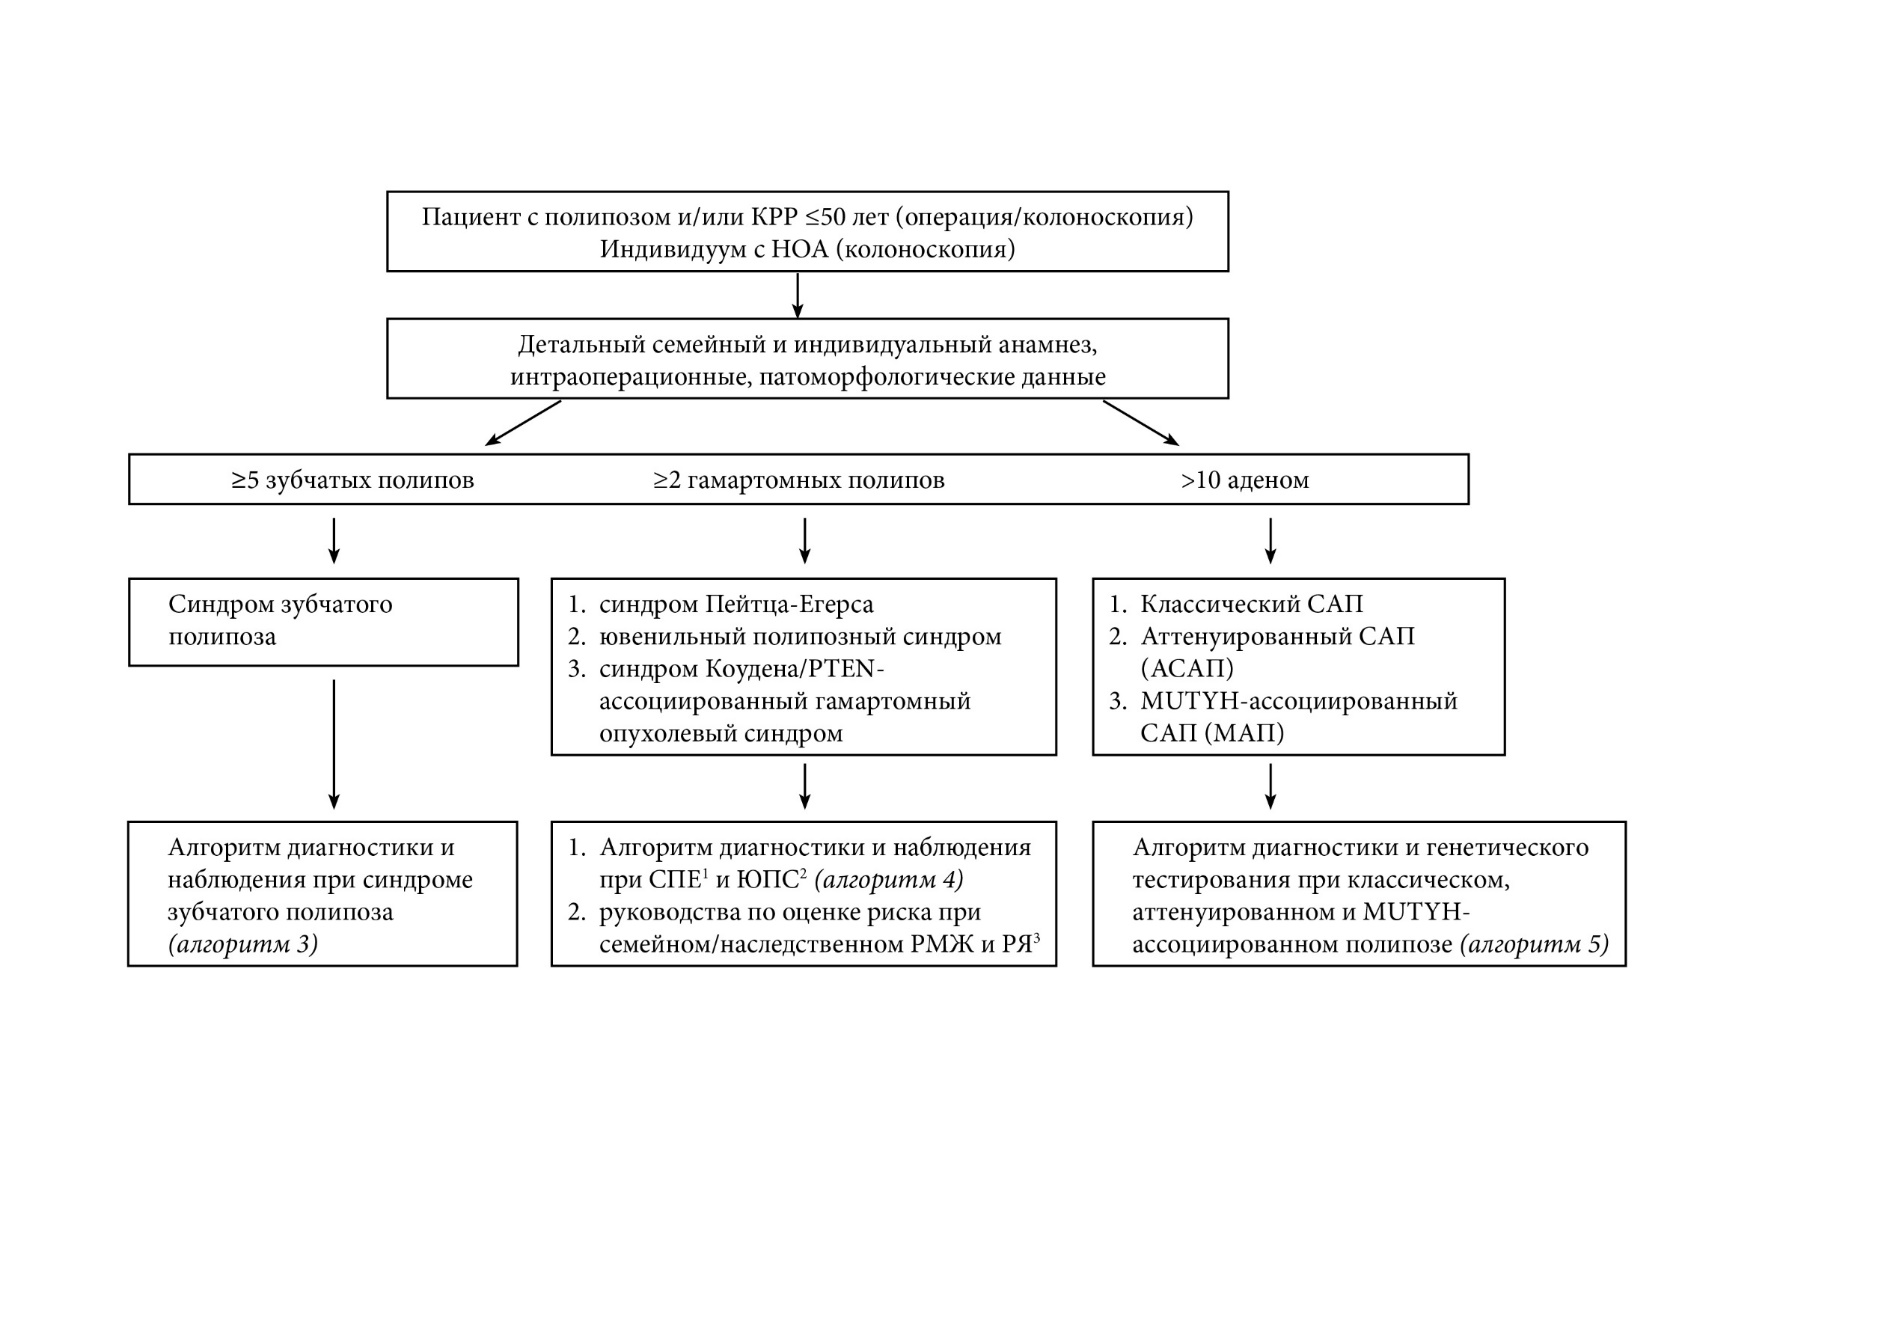 Пациент с полипозом и/или КРР ≤50 лет (операция/колоноскопия)
Индивидуум с НОА (колоноскопия)
Детальный семейный и индивидуальный анамнез,
интраоперационные, патоморфологические данные
≥5 зубчатых полипов
≥2 гамартомных полипов
>10 аденом
Синдром зубчатого
полипоза
1. синдром Пейтца-Егерса
2. ювенильный полипозный синдром
3. синдром Коудена/PTEN-
ассоциированный гамартомный
опухолевый синдром
1. Классический САП
2. Аттенуированный САП
(АСАП)
3. MUTYH-ассоциированный
САП (МАП)
Алгоритм диагностики и
наблюдения при синдроме
зубчатого полипоза
(алгоритм 3)
1. Алгоритм диагностики и наблюдения
при СПЕ¹ и ЮПС² (алгоритм 4)
2. руководства по оценке риска при
семейном/наследственном РМЖ и РЯ³
Алгоритм диагностики и генетического
тестирования при классическом,
аттенуированном и MUTYH-
ассоциированном полипозе (алгоритм 5)